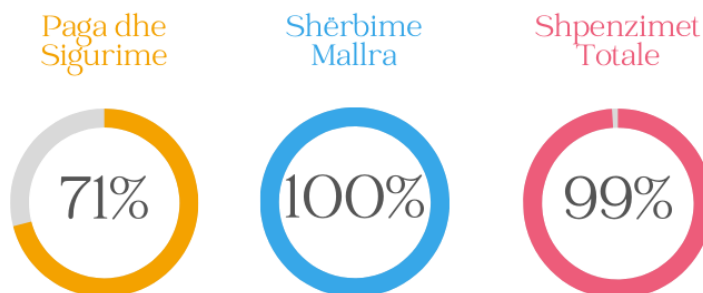 Paga dhe
Sigurime
Shërbime
Mallra
Shpenzimet
Totale
71%
100%
99%